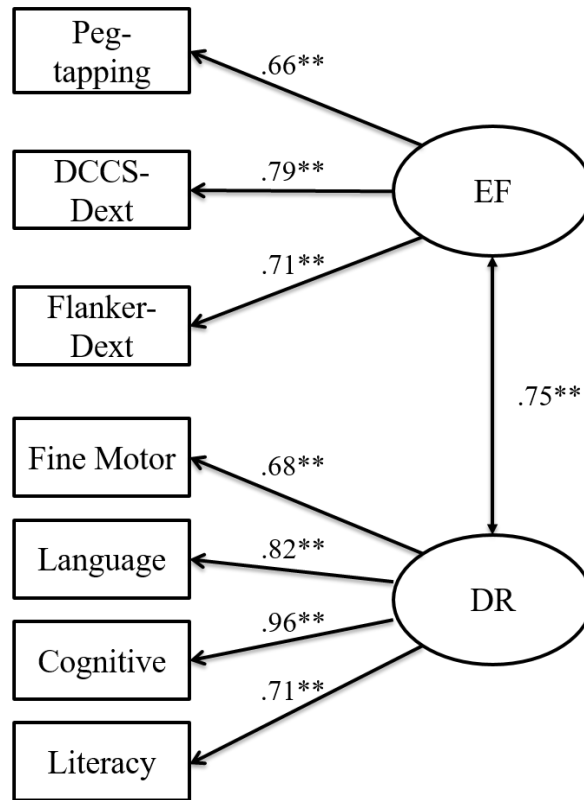 Peg-
tapping
.66**
DCCS-
Dext
.79**
EF
.71**
Flanker-
Dext
.75**
Fine Motor
.68**
Language
.82**
DR
.96**
Cognitive
.71**
Literacy